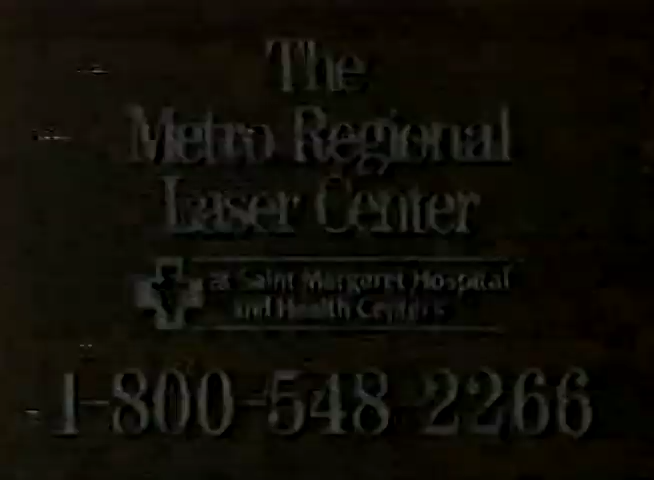 The
Metro Regional
Laser Center
at Saint Margaret Hospital
and Health Centers
1-800-548-2266